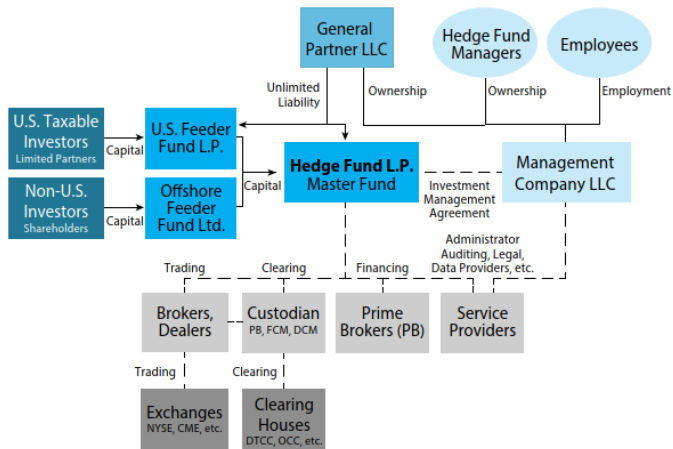 General
Partner LLC
Hedge Fund
Managers
Employees
Unlimited
Liability
Ownership
Ownership
Employment
U.S. Taxable
Investors
Limited Partners
Capital
U.S. Feeder
Fund L.P.
Non-U.S.
Investors
Shareholders
Capital
Offshore
Feeder
Fund Ltd.
Capital
Hedge Fund L.P.
Master Fund
Investment
Management
Agreement
Management
Company LLC
Administrator
Auditing, Legal,
Data Providers, etc.
Trading
Clearing
Financing
Brokers,
Dealers
Custodian
PB, FCM, DCM
Prime
Brokers (PB)
Service
Providers
Trading
Clearing
Exchanges
NYSE, CME, etc.
Clearing
Houses
DTCC, OCC, etc.